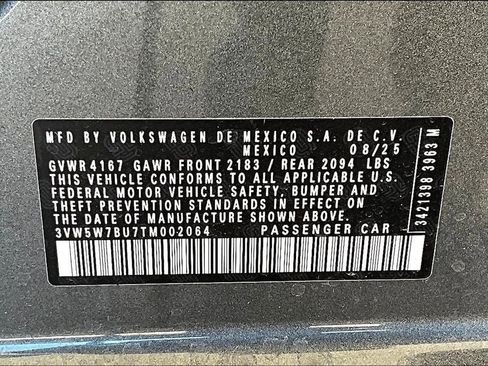 MFD BY VOLKSWAGEN DE MEXICO S.A. DE C.V.
MEXICO 08/25
GVWR 4167 GAWR FRONT 2183 / REAR 2094 LBS
THIS VEHICLE CONFORMS TO ALL APPLICABLE U.S.
FEDERAL MOTOR VEHICLE SAFETY, BUMPER AND
THEFT PREVENTION STANDARDS IN EFFECT ON
THE DATE OF MANUFACTURE SHOWN ABOVE.
3VW5W7BU7TM002064 PASSENGER CAR
3421398 3963 M